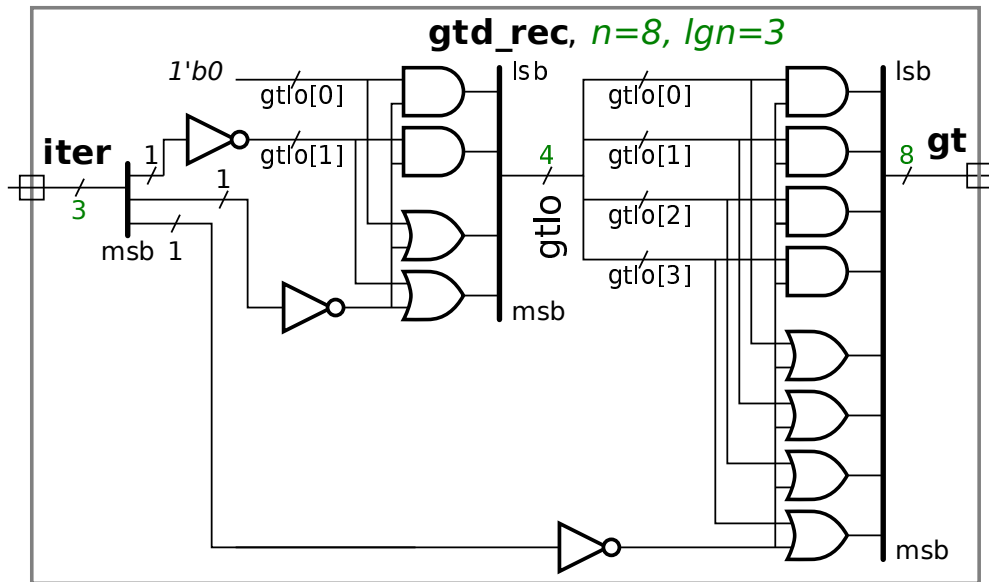 gtd_rec, n=8, lgn=3
1'b0
gtlo[0]
lsb
gtlo[0]
lsb
iter
1
gtlo[1]
4
gtlo[1]
8
gt
3
1
gtlo
gtlo[2]
msb
1
gtlo[3]
msb
msb